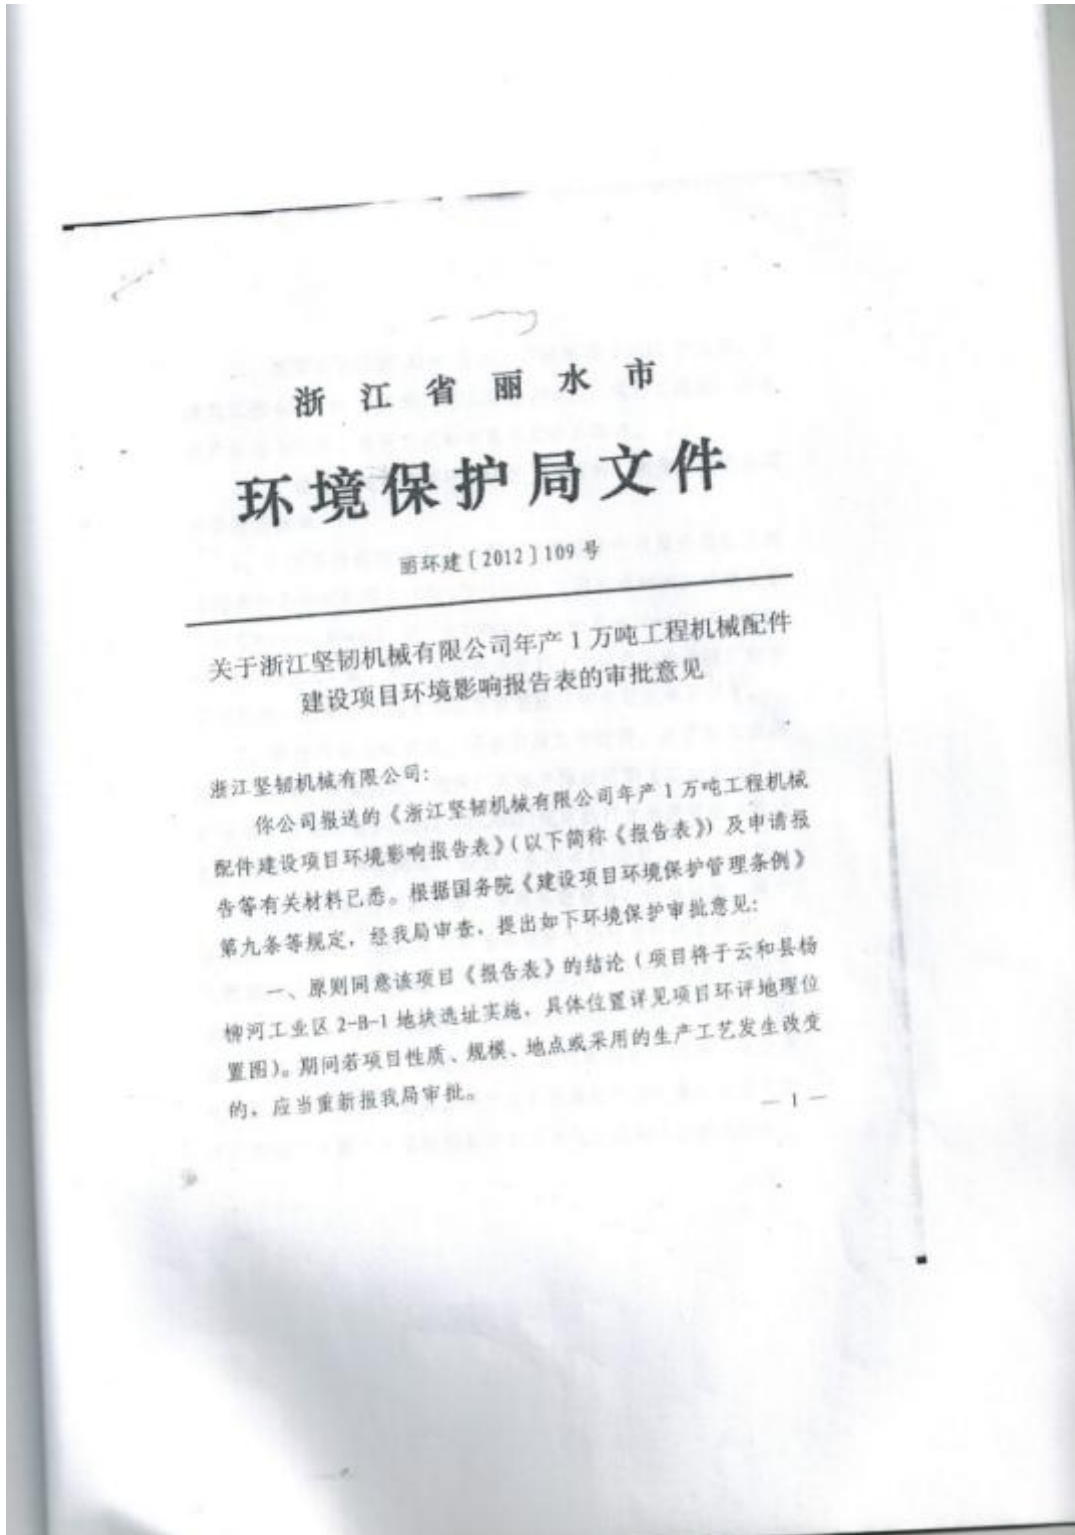 浙江省丽水市
环境保护局文件
丽环建〔2012〕109号
关于浙江坚韧机械有限公司年产1万吨工程机械配件
建设项目环境影响报告表的审批意见
浙江坚韧机械有限公司:
你公司报送的《浙江坚韧机械有限公司年产1万吨工程机械
配件建设项目环境影响报告表》(以下简称《报告表》)及申请报
告等有关材料已悉。根据国务院《建设项目环境保护管理条例》
第九条等规定，经我局审查，提出如下环境保护审批意见:
一、原则同意该项目《报告表》的结论(项目将于云和县杨
柳河工业区2-B-1地块选址实施，具体位置详见项目环评地理位
置图)。期间若项目性质、规模、地点或采用的生产工艺发生改变
的，应当重新报我局审批。
— 1 —